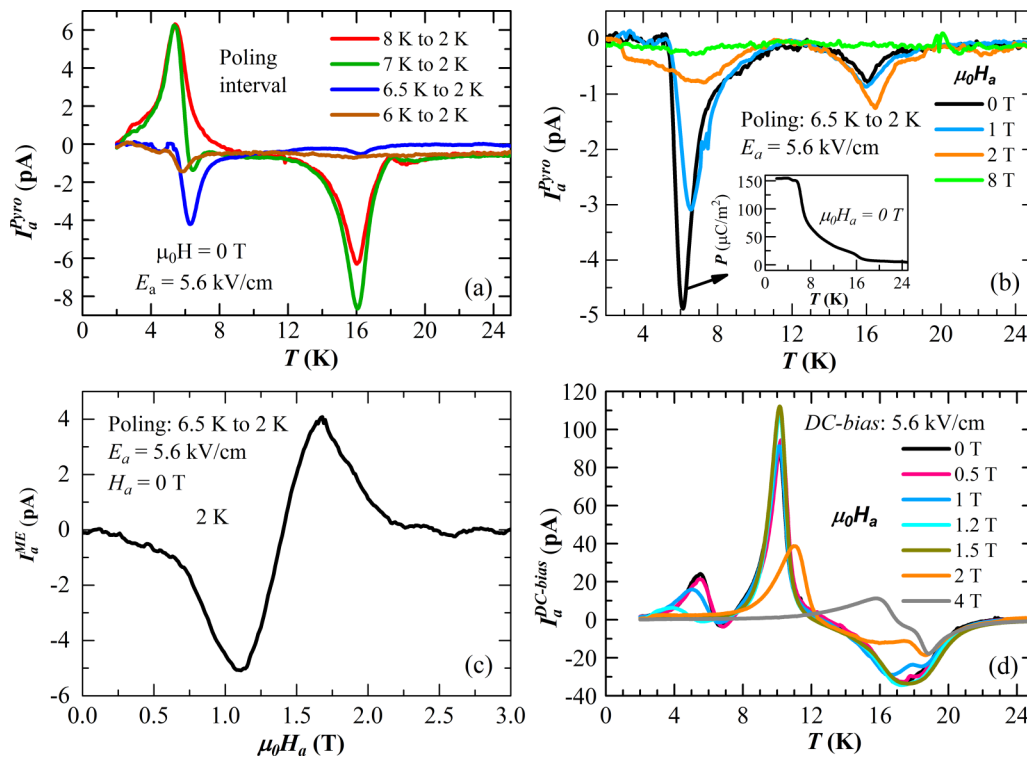 6
4
2
0
-2
-4
-6
-8
I_a^Pyro (pA)
Poling
interval
8 K to 2 K
7 K to 2 K
6.5 K to 2 K
6 K to 2 K
μ0H = 0 T
E_a = 5.6 kV/cm
(a)
0 4 8 12 16 20 24
T (K)
0
-1
-2
-3
-4
-5
I_a^Pyro (pA)
μ0H_a
0 T
1 T
2 T
8 T
Poling: 6.5 K to 2 K
E_a = 5.6 kV/cm
150
100
50
0
P (μC/m²)
μ0H_a = 0 T
0 8 16 24
T (K)
(b)
4 8 12 16 20 24
T (K)
4
2
0
-2
-4
-6
I_a^ME (pA)
Poling: 6.5 K to 2 K
E_a = 5.6 kV/cm
H_a = 0 T
2 K
(c)
0.0 0.5 1.0 1.5 2.0 2.5 3.0
μ0H_a (T)
120
100
80
60
40
20
0
-20
-40
I_a^DC-bias (pA)
DC-bias: 5.6 kV/cm
μ0H_a
0 T
0.5 T
1 T
1.2 T
1.5 T
2 T
4 T
(d)
0 4 8 12 16 20 24
T (K)